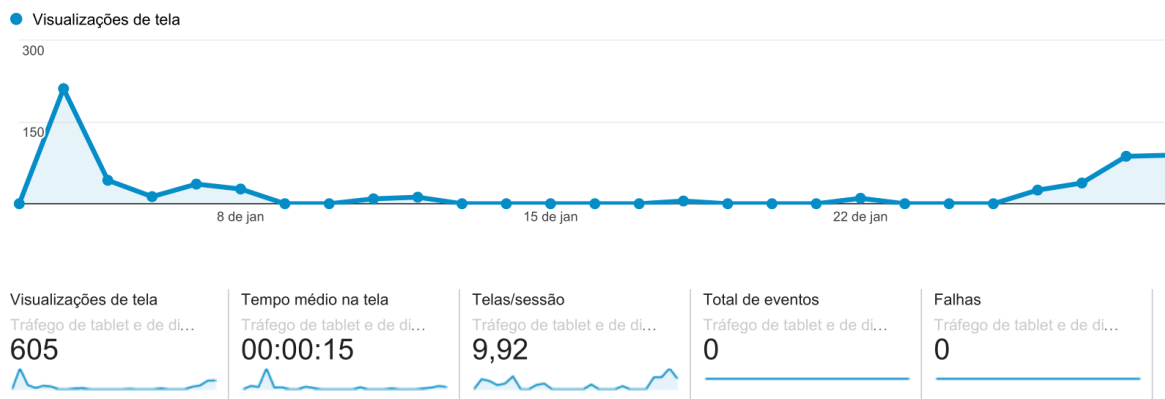 Visualizações de tela
300
150
8 de jan
15 de jan
22 de jan
Visualizações de tela
Tráfego de tablet e de di...
605
Tempo médio na tela
Tráfego de tablet e de di...
00:00:15
Telas/sessão
Tráfego de tablet e de di...
9,92
Total de eventos
Tráfego de tablet e de di...
0
Falhas
Tráfego de tablet e de di...
0